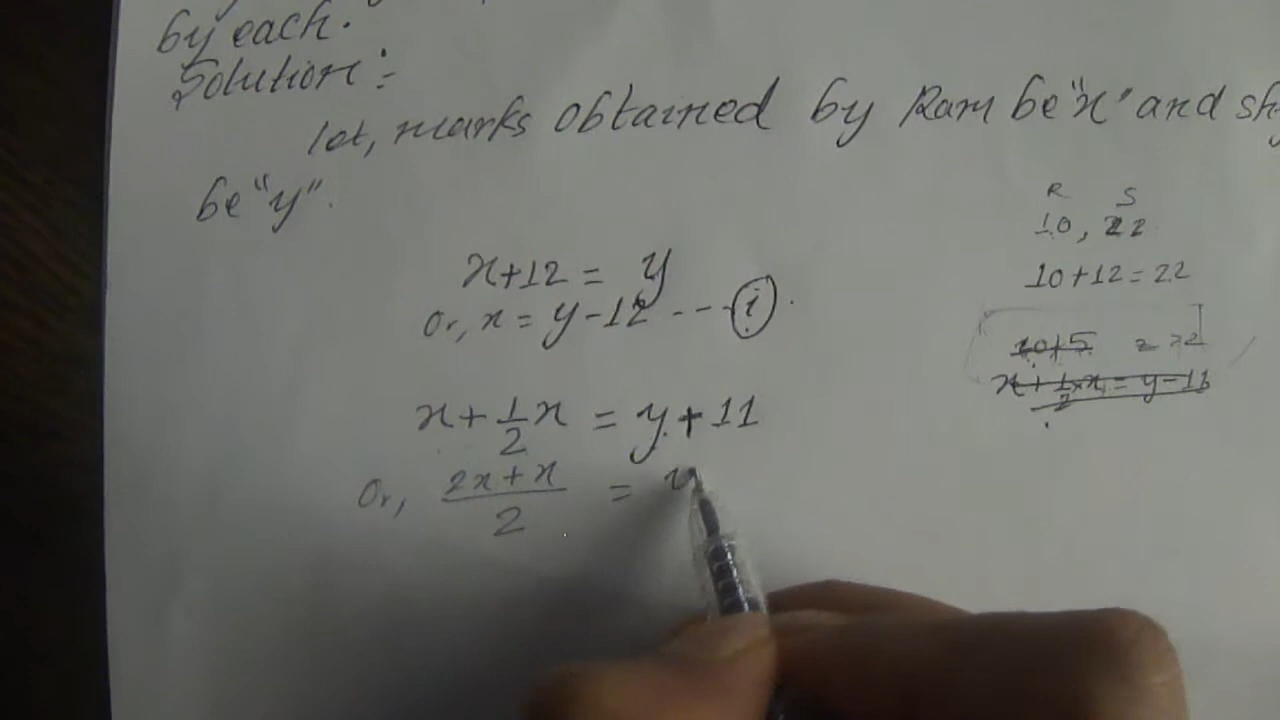 by each.
Solution:-
let, marks obtained by Ram be "x" and sh
be "y".
x+12 = y
Or, x = y-12 --- (i).
x + 1/2 x = y + 11
Or, (2x + x)/2 =
R S
10, 22
10+12=22
10+5
x + 1/2 x = y - 11